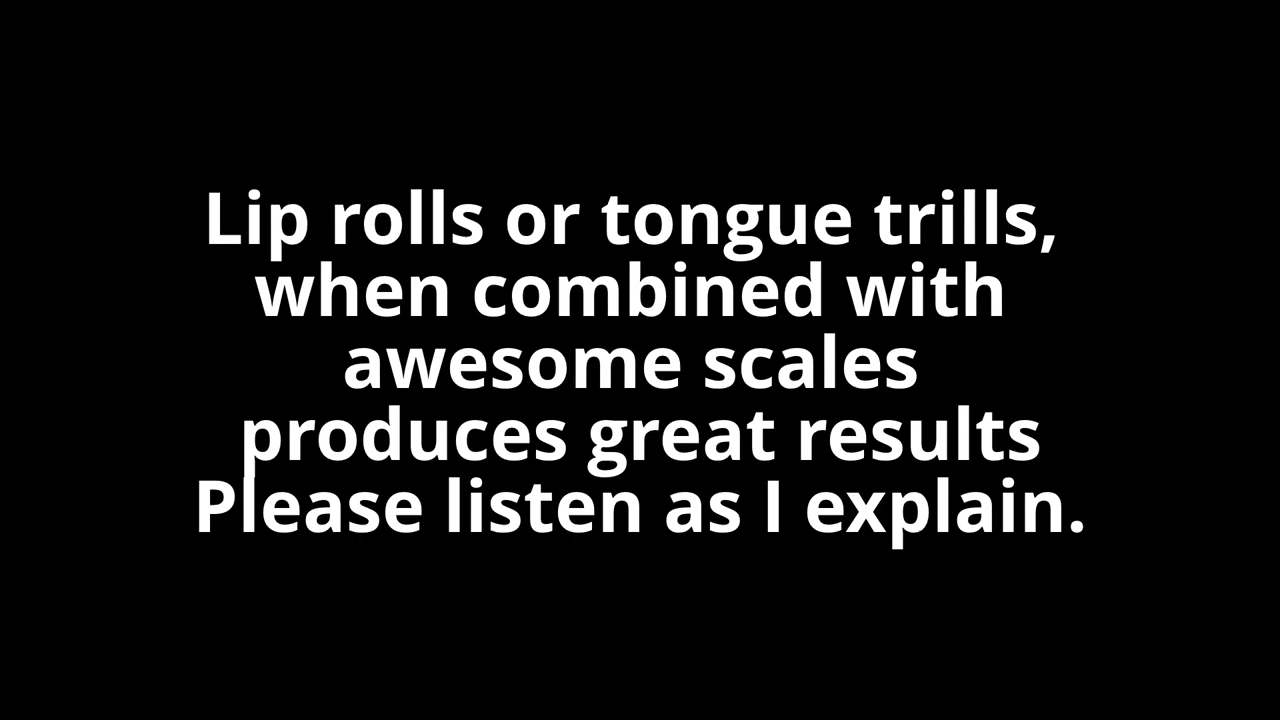 Lip rolls or tongue trills,
when combined with
awesome scales
produces great results
Please listen as I explain.